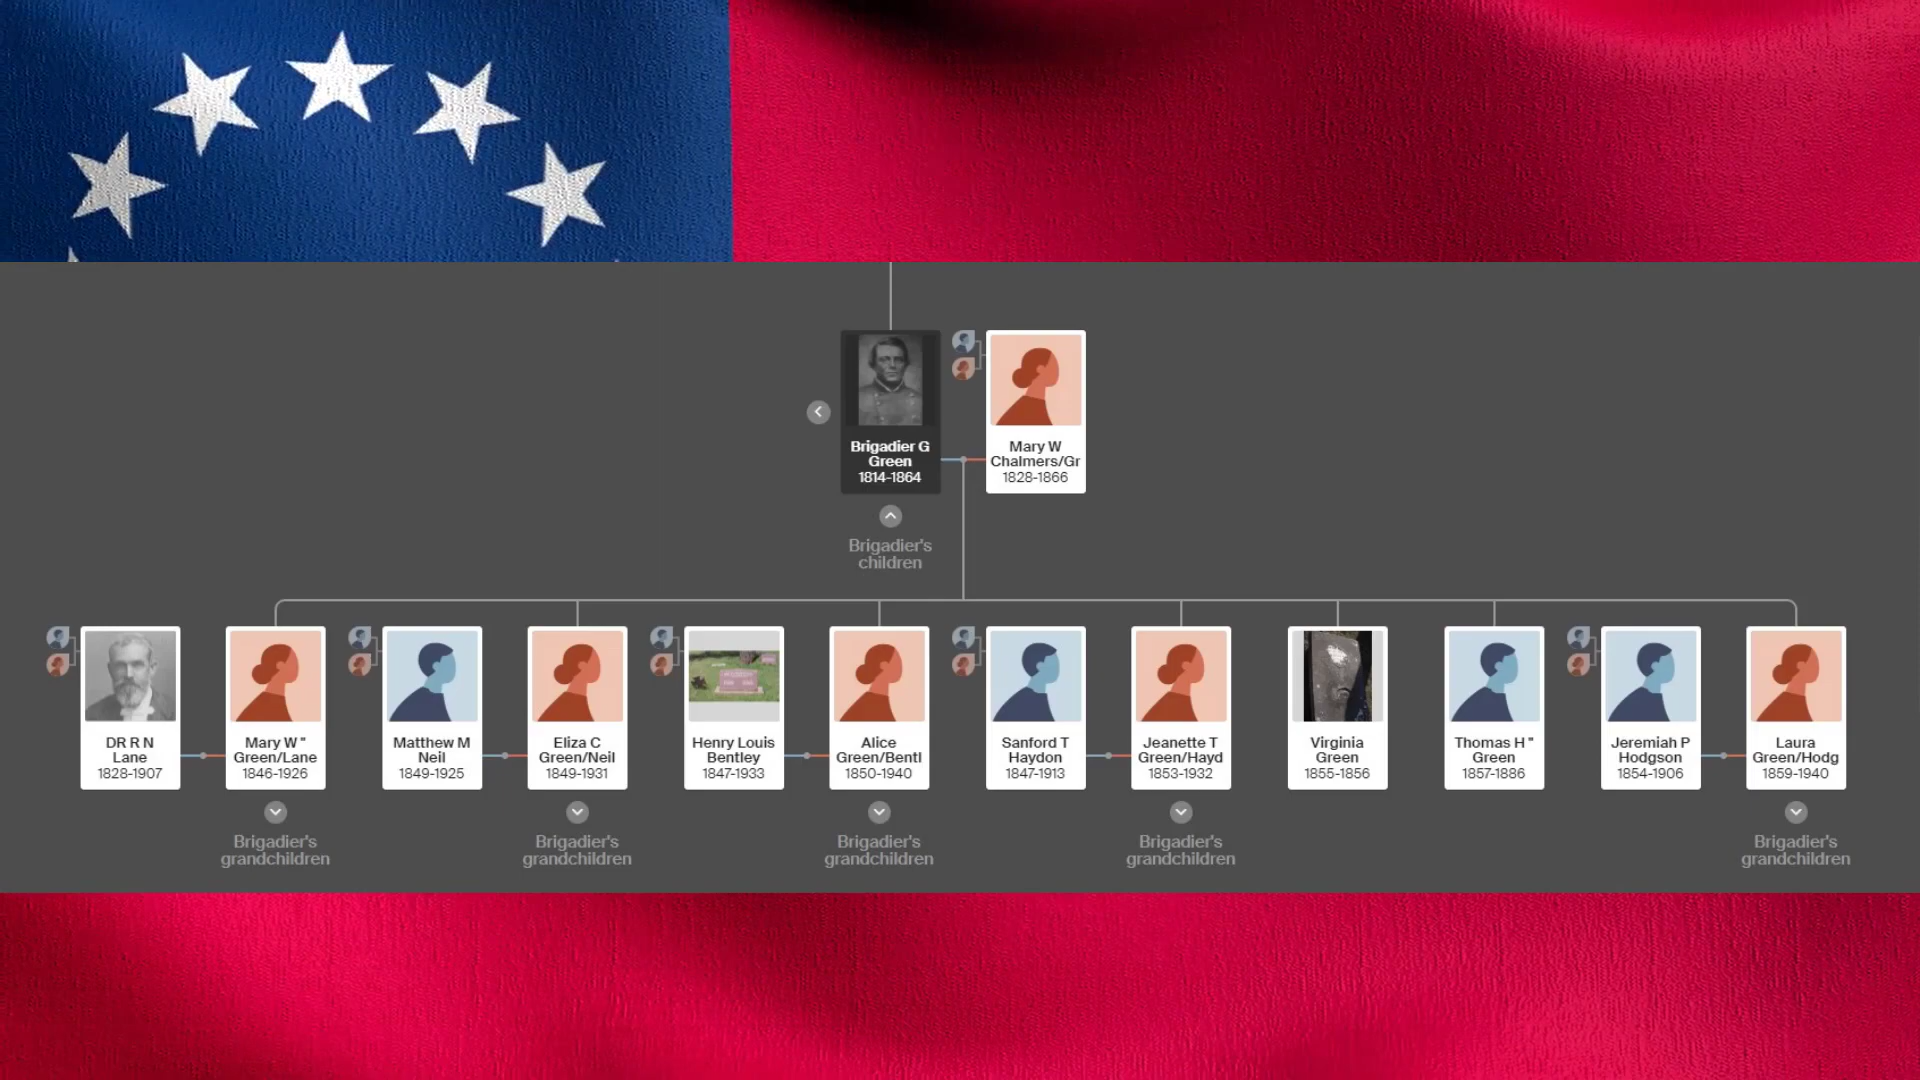 Brigadier G
Green
1814-1864
Mary W
Chalmers/Gr
1828-1866
Brigadier's
children
DR R N
Lane
1828-1907
Mary W "
Green/Lane
1846-1926
Matthew M
Neil
1849-1925
Eliza C
Green/Neil
1849-1931
Henry Louis
Bentley
1847-1933
Alice
Green/Bentl
1850-1940
Sanford T
Haydon
1847-1913
Jeanette T
Green/Hayd
1853-1932
Virginia
Green
1855-1856
Thomas H "
Green
1857-1886
Jeremiah P
Hodgson
1854-1906
Laura
Green/Hodg
1859-1940
Brigadier's
grandchildren
Brigadier's
grandchildren
Brigadier's
grandchildren
Brigadier's
grandchildren
Brigadier's
grandchildren